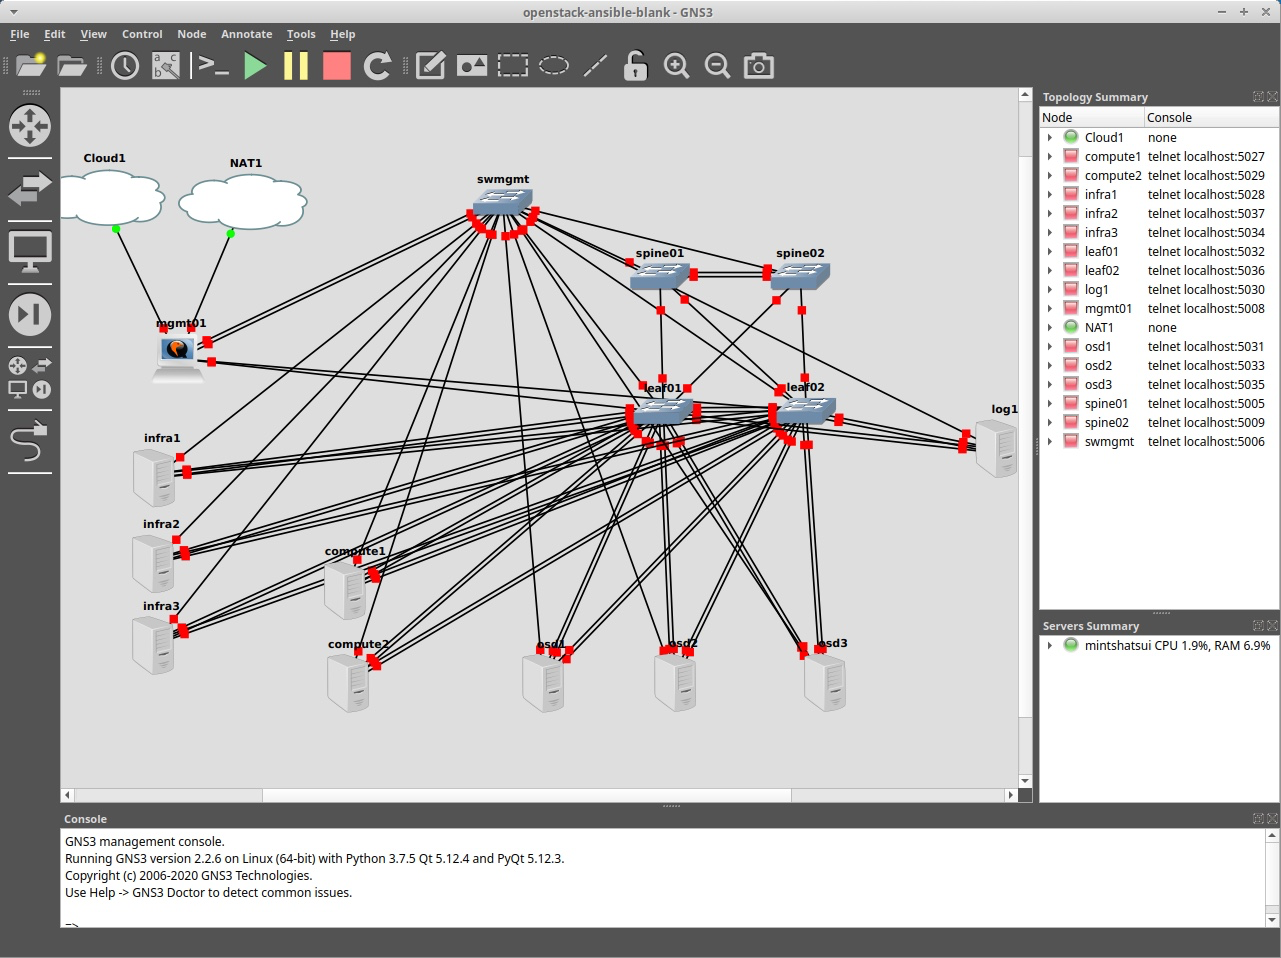 openstack-ansible-blank - GNS3
File Edit View Control Node Annotate Tools Help
Topology Summary
Node Console
Cloud1 none
compute1 telnet localhost:5027
compute2 telnet localhost:5029
infra1 telnet localhost:5028
infra2 telnet localhost:5037
infra3 telnet localhost:5034
leaf01 telnet localhost:5032
leaf02 telnet localhost:5036
log1 telnet localhost:5030
mgmt01 telnet localhost:5008
NAT1 none
osd1 telnet localhost:5031
osd2 telnet localhost:5033
osd3 telnet localhost:5035
spine01 telnet localhost:5005
spine02 telnet localhost:5009
swmgmt telnet localhost:5006
Cloud1
NAT1
swmgmt
spine01
spine02
mgmt01
leaf01
leaf02
log1
infra1
infra2
compute1
infra3
compute2
osd1
osd2
osd3
Servers Summary
mintshatsui CPU 1.9%, RAM 6.9%
Console
GNS3 management console.
Running GNS3 version 2.2.6 on Linux (64-bit) with Python 3.7.5 Qt 5.12.4 and PyQt 5.12.3.
Copyright (c) 2006-2020 GNS3 Technologies.
Use Help -> GNS3 Doctor to detect common issues.
=>